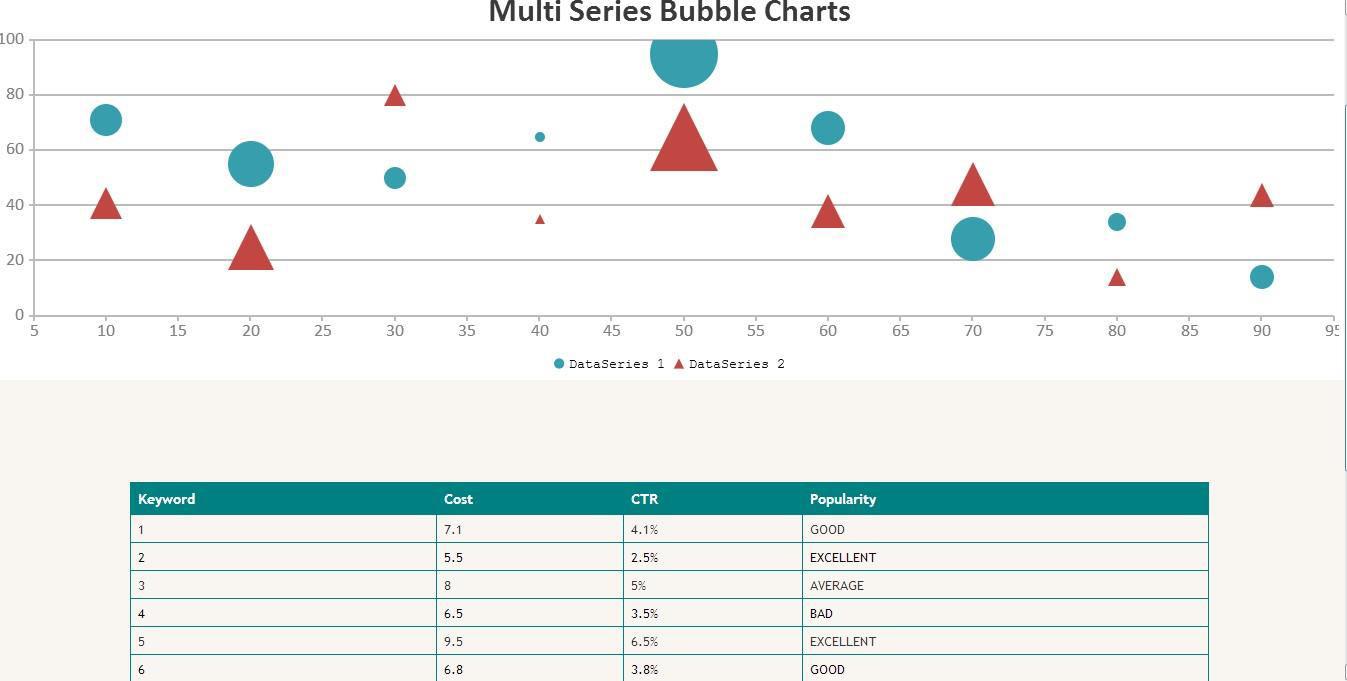 Multi Series Bubble Charts
100
80
60
40
20
0
5 10 15 20 25 30 35 40 45 50 55 60 65 70 75 80 85 90 95
DataSeries 1 DataSeries 2
Keyword Cost CTR Popularity
1 7.1 4.1% GOOD
2 5.5 2.5% EXCELLENT
3 8 5% AVERAGE
4 6.5 3.5% BAD
5 9.5 6.5% EXCELLENT
6 6.8 3.8% GOOD